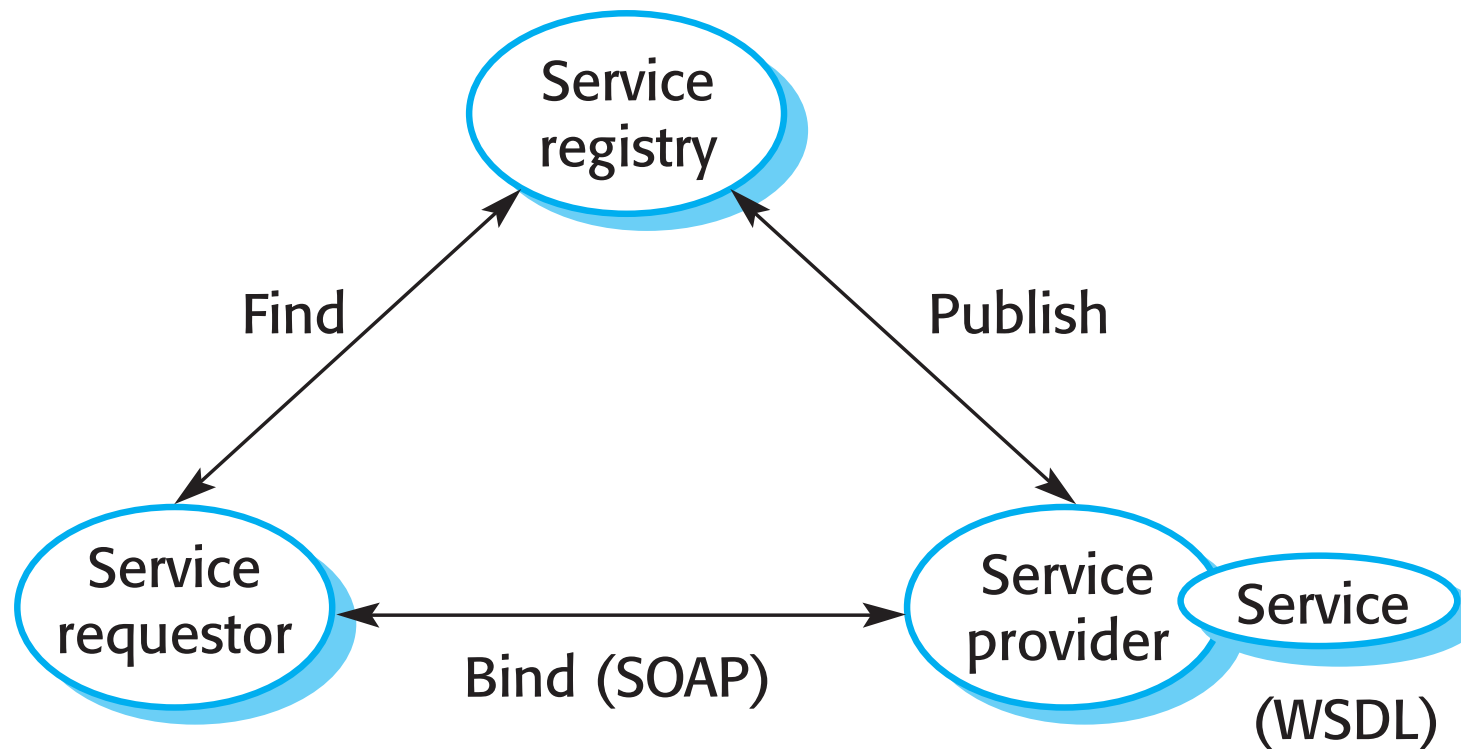 Service
registry
Find
Publish
Service
requestor
Bind (SOAP)
Service
provider
Service
(WSDL)